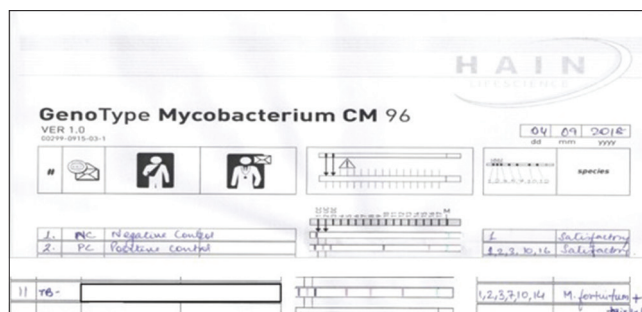 HAIN
LIFESCIENCE
GenoType Mycobacterium CM 96
VER 1.0
00299-0915-03-1
04 09 2018
dd mm yyyy
#
species
1. NC Negative Control 1 Satisfactory
2. PC Positive control 1,2,3,10,16 Satisfactory
11 TB- 1,2,3,7,10,14 M. fortuitum +